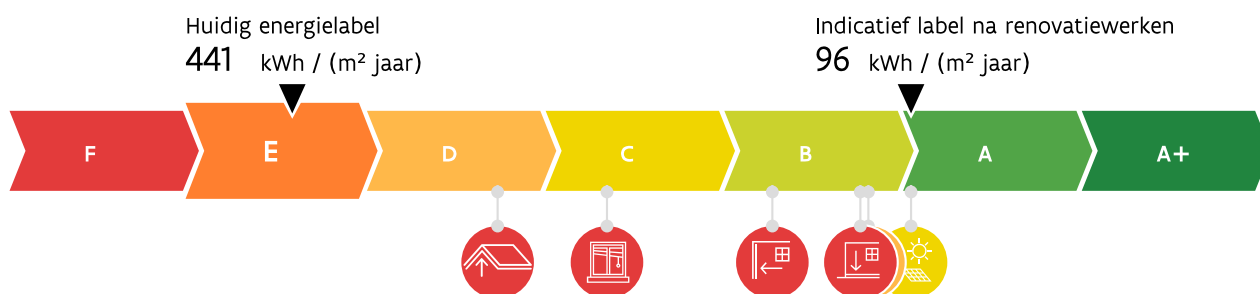 Huidig energielabel
441 kWh / (m² jaar)
Indicatief label na renovatiewerken
96 kWh / (m² jaar)
F E D C B A A+